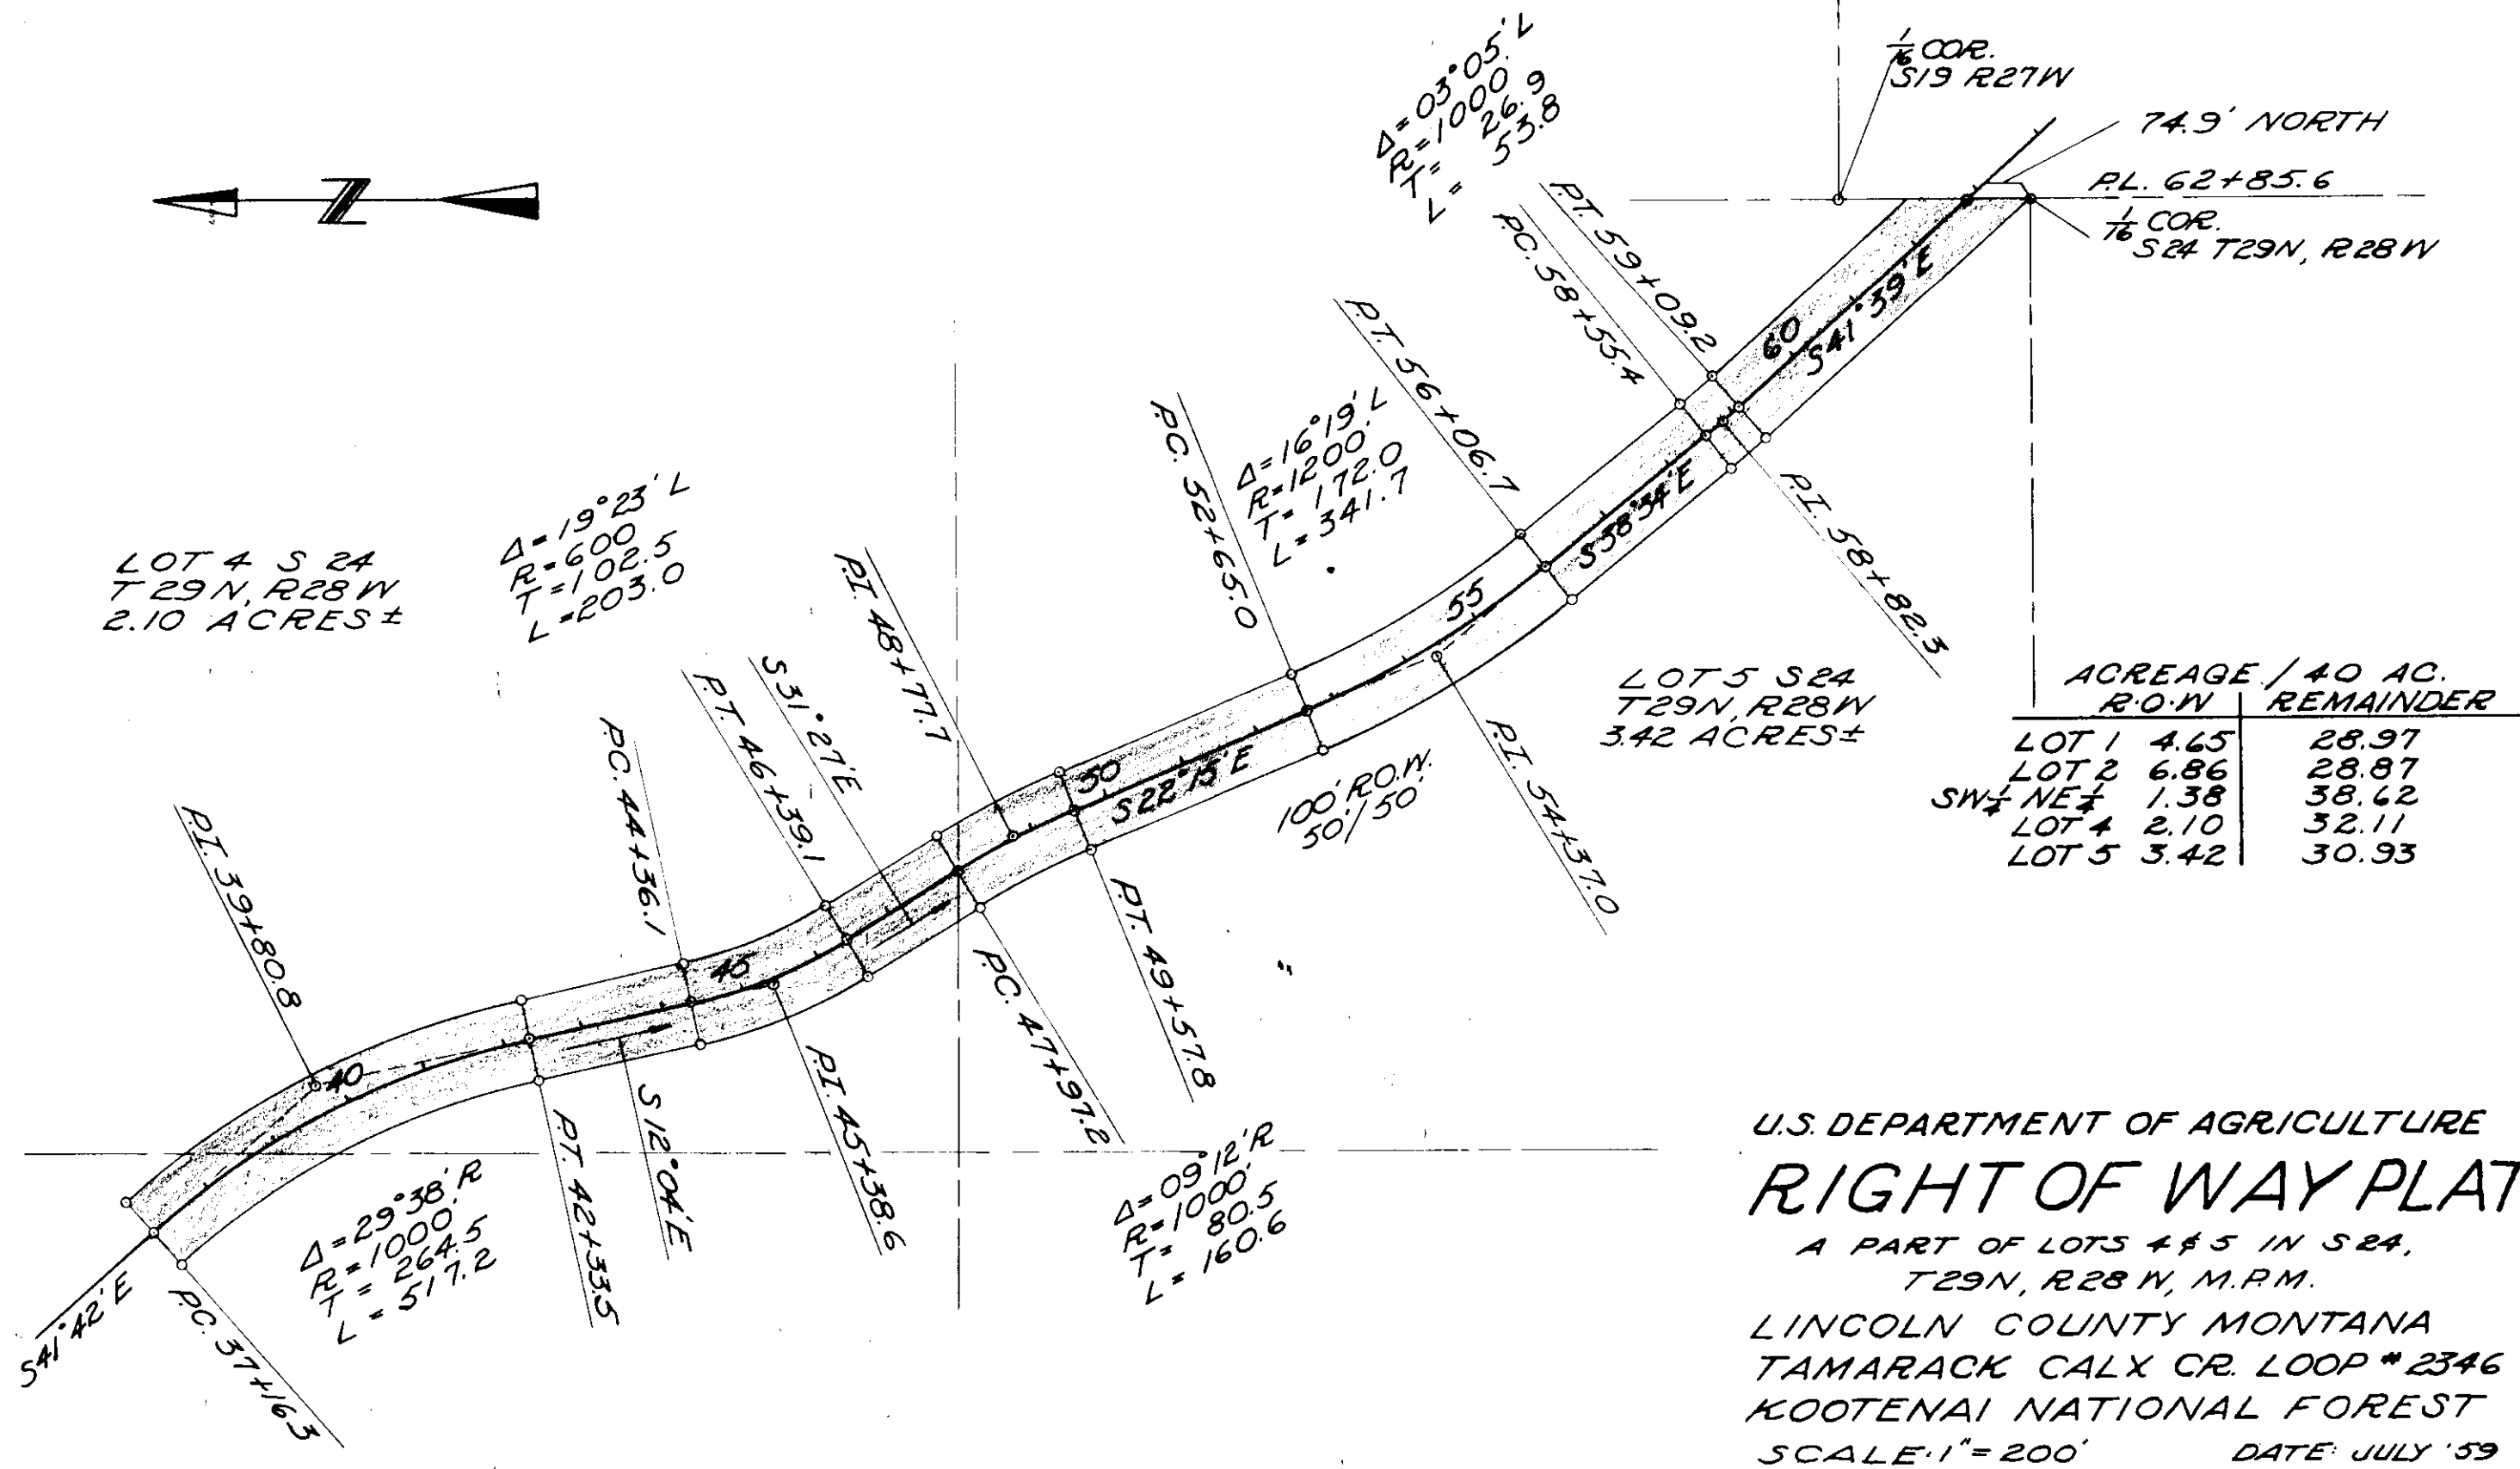 Δ=03°05' L
R=1000'
T= 26.9
L= 53.8
1/16 COR.
S19 R27W
74.9' NORTH
P.L. 62+85.6
1/16 COR.
S24 T29N, R28W
N
P.T. 59+09.2
P.C. 58+55.4
P.T. 56+06.7
60
S41°39'E
S38°34'E
P.I. 58+82.3
P.C. 52+65.0
Δ=16°19' L
R=1200'
T=172.0
L=341.7
55
P.I. 54+37.0
LOT 4 S 24
T 29 N, R28 W
2.10 ACRES±
Δ=19°23' L
R=600
T=102.5
L=203.0
P.I. 48+77.7
S31°27'E
P.T. 46+39.1
P.C. 44+36.1
50
S22°15'E
100' R.O.W.
50'/50'
LOT 5 S24
T29N, R28W
3.42 ACRES±
ACREAGE / 40 AC.
R.O.W REMAINDER
LOT 1 4.65 28.97
LOT 2 6.86 28.87
SW¼ NE¼ 1.38 38.62
LOT 4 2.10 32.11
LOT 5 3.42 30.93
P.I. 39+80.8
40
45
P.C. 47+97.2
P.T. 49+57.8
P.I. 45+38.6
S12°04'E
P.T. 42+33.5
Δ=29°38' R
R=1000'
T= 264.5
L= 517.2
Δ=09°12' R
R=1000'
T= 80.5
L= 160.6
S41°42'E
P.C. 37+16.3
U.S. DEPARTMENT OF AGRICULTURE
RIGHT OF WAY PLAT
A PART OF LOTS 4 & 5 IN S24,
T29N, R28 W, M.P.M.
LINCOLN COUNTY MONTANA
TAMARACK CALX CR. LOOP #2346
KOOTENAI NATIONAL FOREST
SCALE: 1"=200' DATE: JULY '59